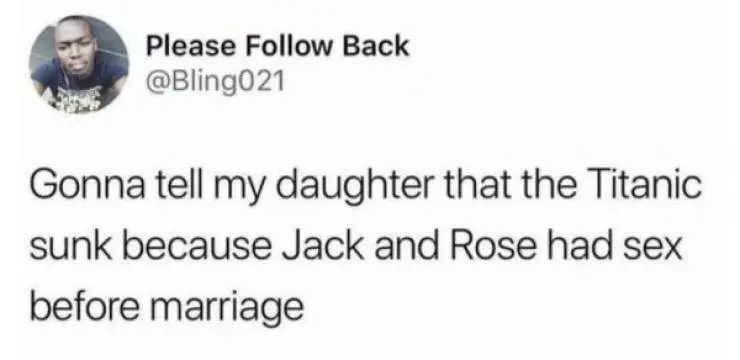 Please Follow Back
@Bling021
Gonna tell my daughter that the Titanic
sunk because Jack and Rose had sex
before marriage